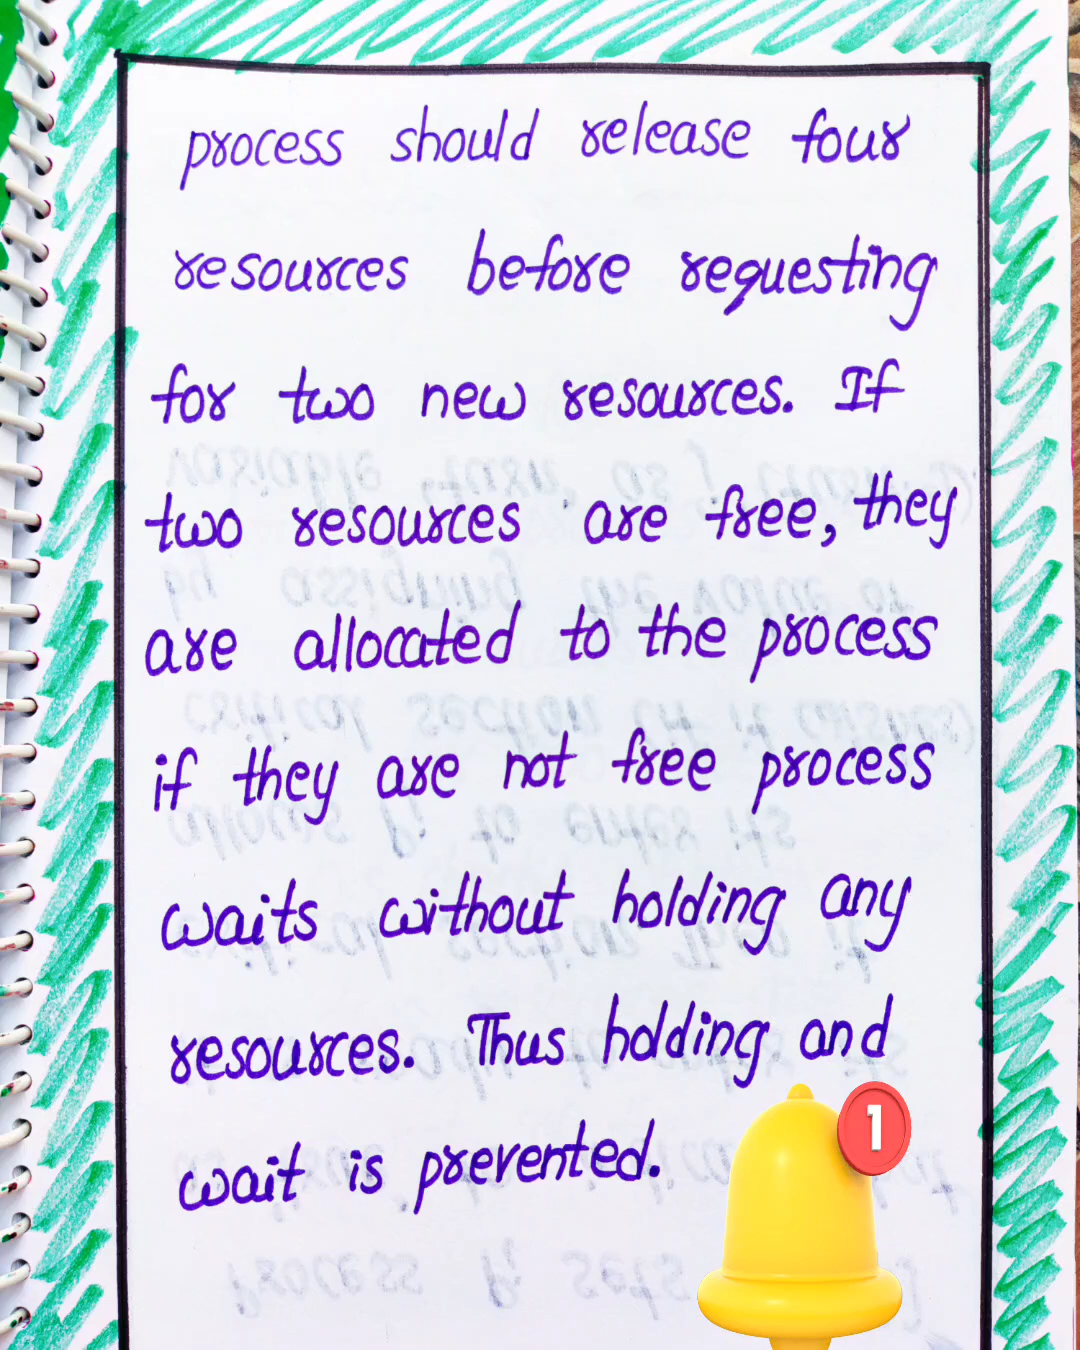 process should release four
resources before requesting
for two new resources. If
two resources are free, they
are allocated to the process
if they are not free process
waits without holding any
resources. Thus holding and
wait is prevented.
1